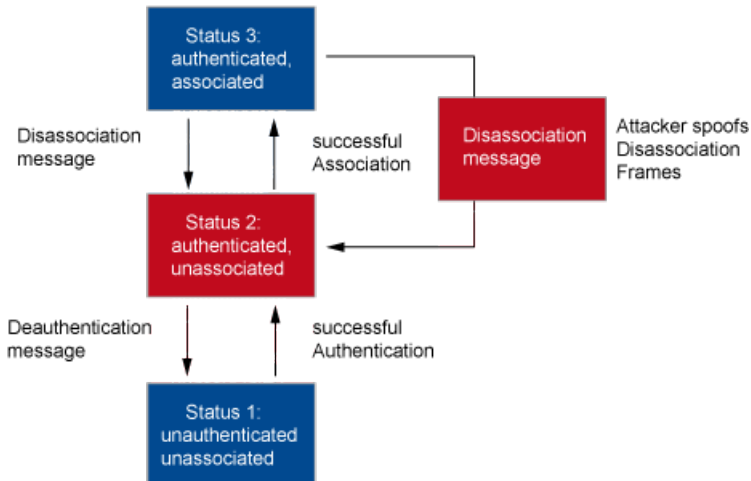 Status 3:
authenticated,
associated
Disassociation
message
successful
Association
Disassociation
message
Attacker spoofs
Disassociation
Frames
Status 2:
authenticated,
unassociated
Deauthentication
message
successful
Authentication
Status 1:
unauthenticated
unassociated